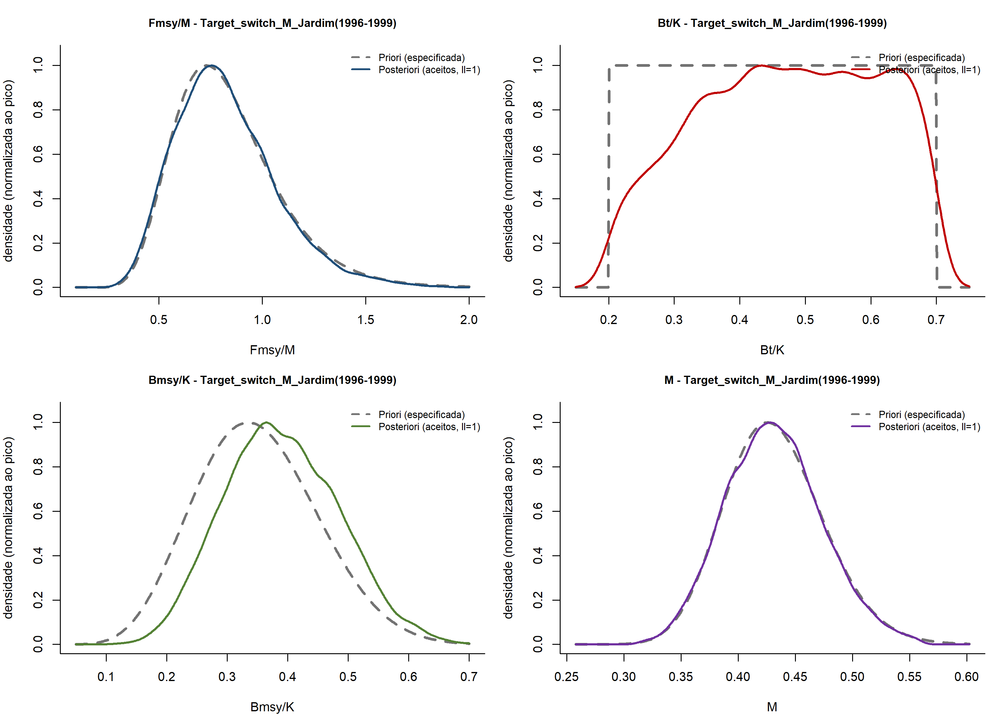 Fmsy/M - Target_switch_M_Jardim(1996-1999)
densidade (normalizada ao pico)
1.0
0.8
0.6
0.4
0.2
0.0
Priori (especificada)
Posteriori (aceitos, ll=1)
0.5 1.0 1.5 2.0
Fmsy/M
Bt/K - Target_switch_M_Jardim(1996-1999)
densidade (normalizada ao pico)
1.0
0.8
0.6
0.4
0.2
0.0
Priori (especificada)
Posteriori (aceitos, ll=1)
0.2 0.3 0.4 0.5 0.6 0.7
Bt/K
Bmsy/K - Target_switch_M_Jardim(1996-1999)
densidade (normalizada ao pico)
1.0
0.8
0.6
0.4
0.2
0.0
Priori (especificada)
Posteriori (aceitos, ll=1)
0.1 0.2 0.3 0.4 0.5 0.6 0.7
Bmsy/K
M - Target_switch_M_Jardim(1996-1999)
densidade (normalizada ao pico)
1.0
0.8
0.6
0.4
0.2
0.0
Priori (especificada)
Posteriori (aceitos, ll=1)
0.25 0.30 0.35 0.40 0.45 0.50 0.55 0.60
M